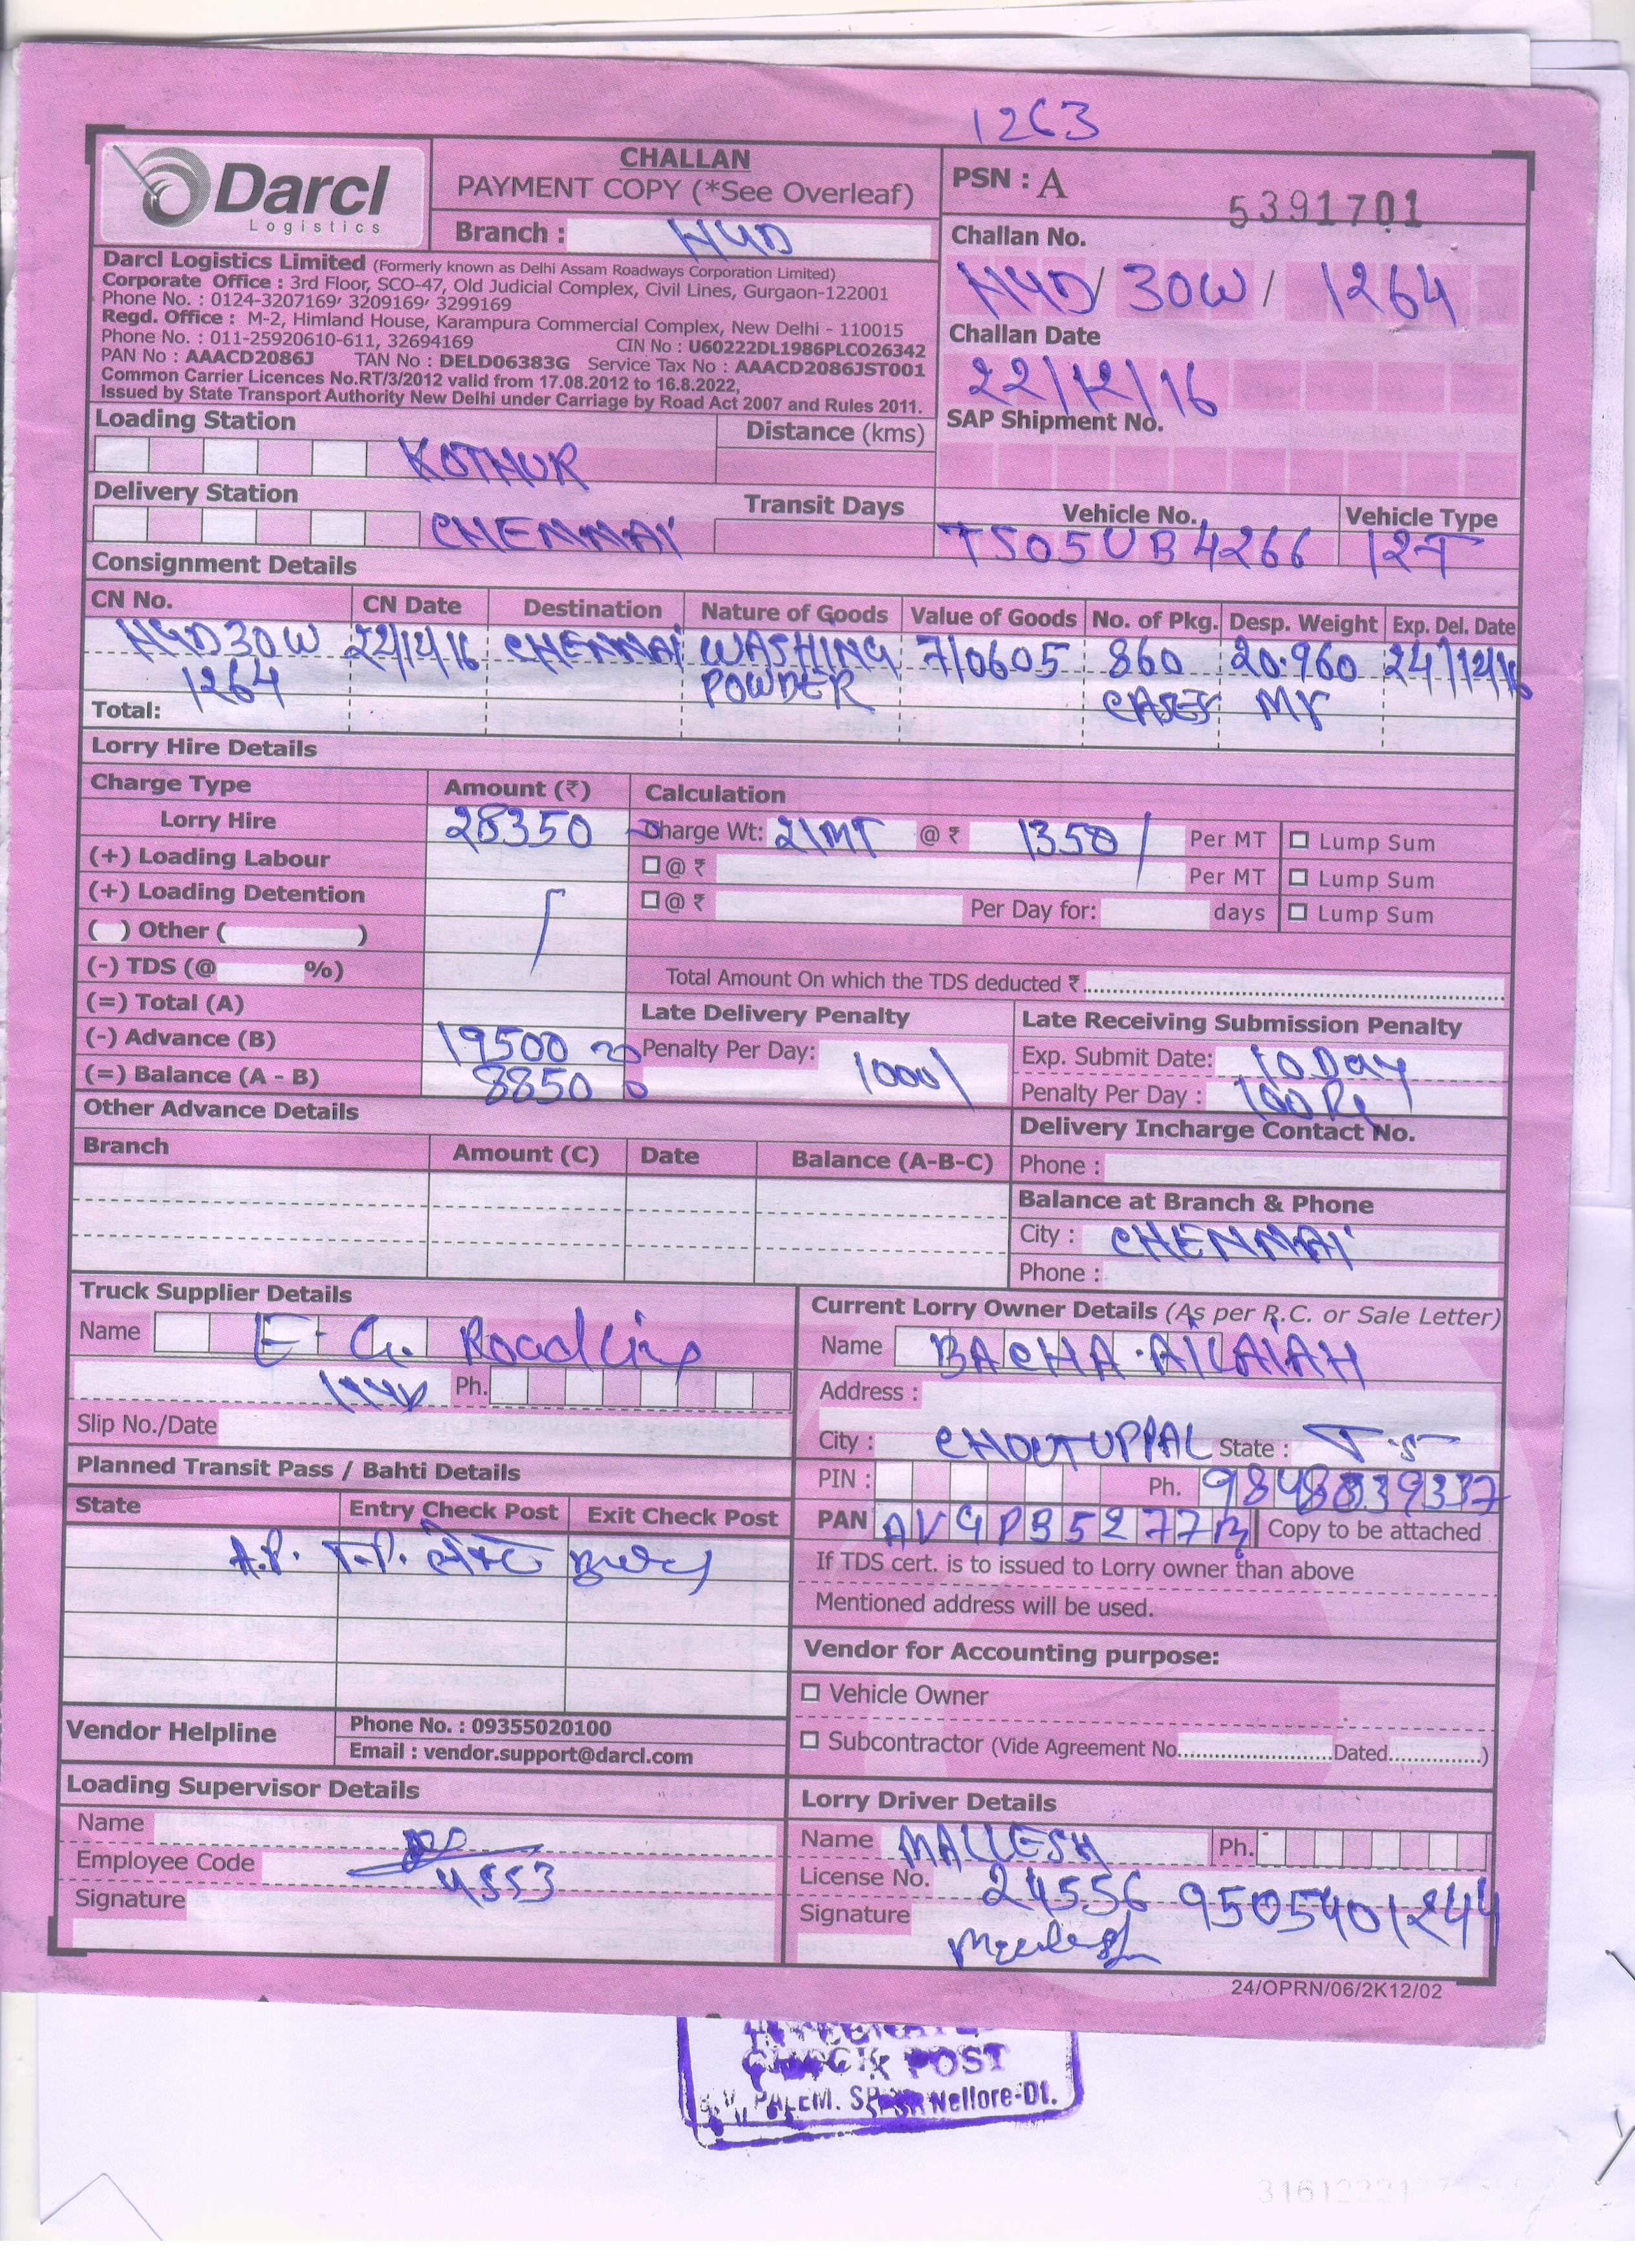 1263
Darcl
Logistics
CHALLAN
PAYMENT COPY (*See Overleaf)
Branch : HYD
PSN : A 5391701
Challan No.
HYD/30W/1264
Challan Date
22/12/16
SAP Shipment No.
Darcl Logistics Limited (Formerly known as Delhi Assam Roadways Corporation Limited)
Corporate Office : 3rd Floor, SCO-47, Old Judicial Complex, Civil Lines, Gurgaon-122001
Phone No. : 0124-3207169, 3209169, 3299169
Regd. Office : M-2, Himland House, Karampura Commercial Complex, New Delhi - 110015
Phone No. : 011-25920610-611, 32694169 CIN No : U60222DL1986PLCO26342
PAN No : AAACD2086J TAN No : DELD06383G Service Tax No : AAACD2086JST001
Common Carrier Licences No.RT/3/2012 valid from 17.08.2012 to 16.8.2022,
Issued by State Transport Authority New Delhi under Carriage by Road Act 2007 and Rules 2011.
Loading Station KOTHUR Distance (kms)
Delivery Station CHENNAI Transit Days
Vehicle No. Vehicle Type
TS05UB4266 12T
Consignment Details
CN No. CN Date Destination Nature of Goods Value of Goods No. of Pkg. Desp. Weight Exp. Del. Date
HYD30W 22/12/16 CHENNAI WASHING 710605 860 20.960 24/12/16
1264 POWDER CASES MT
Total:
Lorry Hire Details
Charge Type Amount (₹) Calculation
Lorry Hire 28350 Charge Wt: 21MT @ ₹ 1350/ Per MT Lump Sum
(+) Loading Labour @ ₹ Per MT Lump Sum
(+) Loading Detention @ ₹ Per Day for: days Lump Sum
( ) Other ( )
(-) TDS (@ %) Total Amount On which the TDS deducted ₹
(=) Total (A) Late Delivery Penalty Late Receiving Submission Penalty
(-) Advance (B) 19500 Penalty Per Day: 1000/ Exp. Submit Date: 10 Day
(=) Balance (A - B) 8850 Penalty Per Day : 100 Rs
Other Advance Details Delivery Incharge Contact No.
Branch Amount (C) Date Balance (A-B-C) Phone :
Balance at Branch & Phone
City : CHENNAI
Phone :
Truck Supplier Details
Name E.G. Roadlins
Ph.
Slip No./Date
Current Lorry Owner Details (As per R.C. or Sale Letter)
Name BACHA.AILAIAH
Address :
City : CHOUTUPPAL State : T.S
PIN : Ph. 9848039337
PAN AVGPB5277B Copy to be attached
If TDS cert. is to issued to Lorry owner than above
Mentioned address will be used.
Planned Transit Pass / Bahti Details
State Entry Check Post Exit Check Post
A.P. T.P.
Vendor for Accounting purpose:
Vehicle Owner
Subcontractor (Vide Agreement No. Dated )
Vendor Helpline
Phone No. : 09355020100
Email : vendor.support@darcl.com
Loading Supervisor Details
Name
Employee Code 4553
Signature
Lorry Driver Details
Name MALLESH Ph.
License No. 24556 9505401244
Signature
24/OPRN/06/2K12/02
CHECK POST
PALEM. SPSR Nellore-Dt.